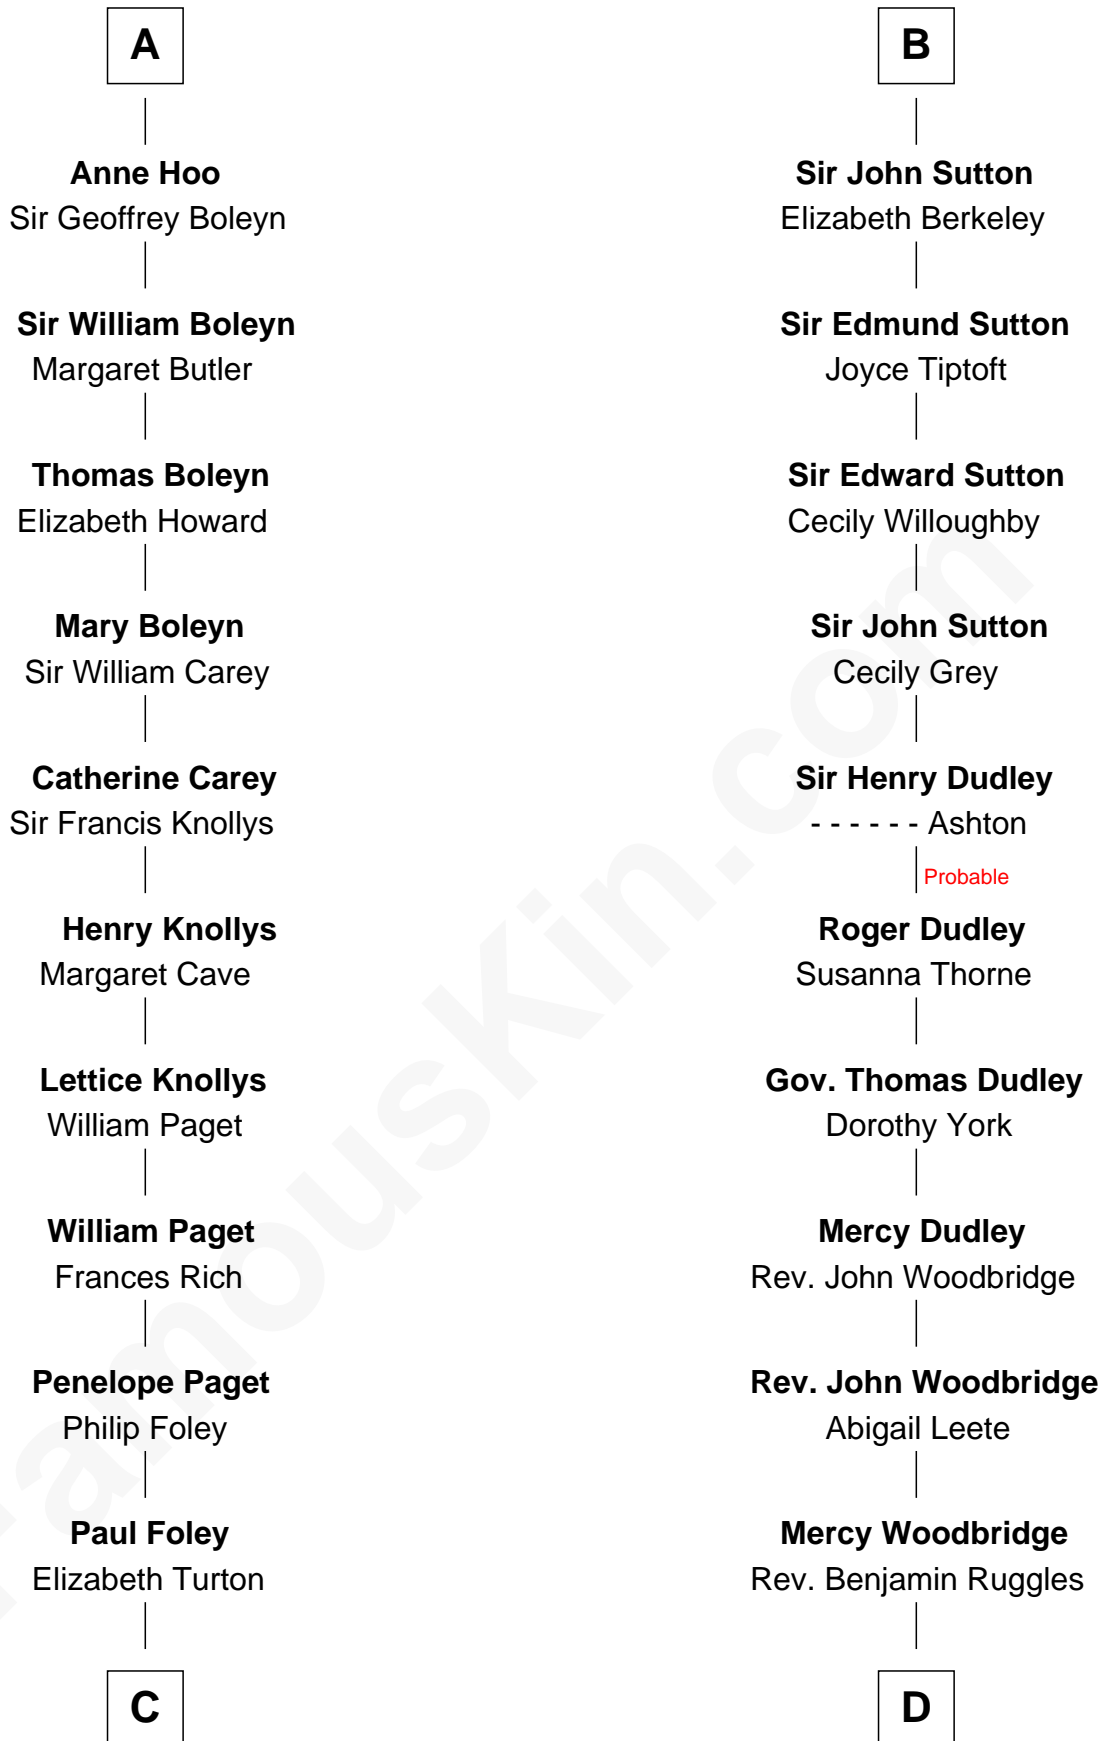 A
Anne Hoo
Sir Geoffrey Boleyn
Sir William Boleyn
Margaret Butler
Thomas Boleyn
Elizabeth Howard
Mary Boleyn
Sir William Carey
Catherine Carey
Sir Francis Knollys
Henry Knollys
Margaret Cave
Lettice Knollys
William Paget
William Paget
Frances Rich
Penelope Paget
Philip Foley
Paul Foley
Elizabeth Turton
C
B
Sir John Sutton
Elizabeth Berkeley
Sir Edmund Sutton
Joyce Tiptoft
Sir Edward Sutton
Cecily Willoughby
Sir John Sutton
Cecily Grey
Sir Henry Dudley
- - - - - - Ashton
Probable
Roger Dudley
Susanna Thorne
Gov. Thomas Dudley
Dorothy York
Mercy Dudley
Rev. John Woodbridge
Rev. John Woodbridge
Abigail Leete
Mercy Woodbridge
Rev. Benjamin Ruggles
D
FamousKin.com